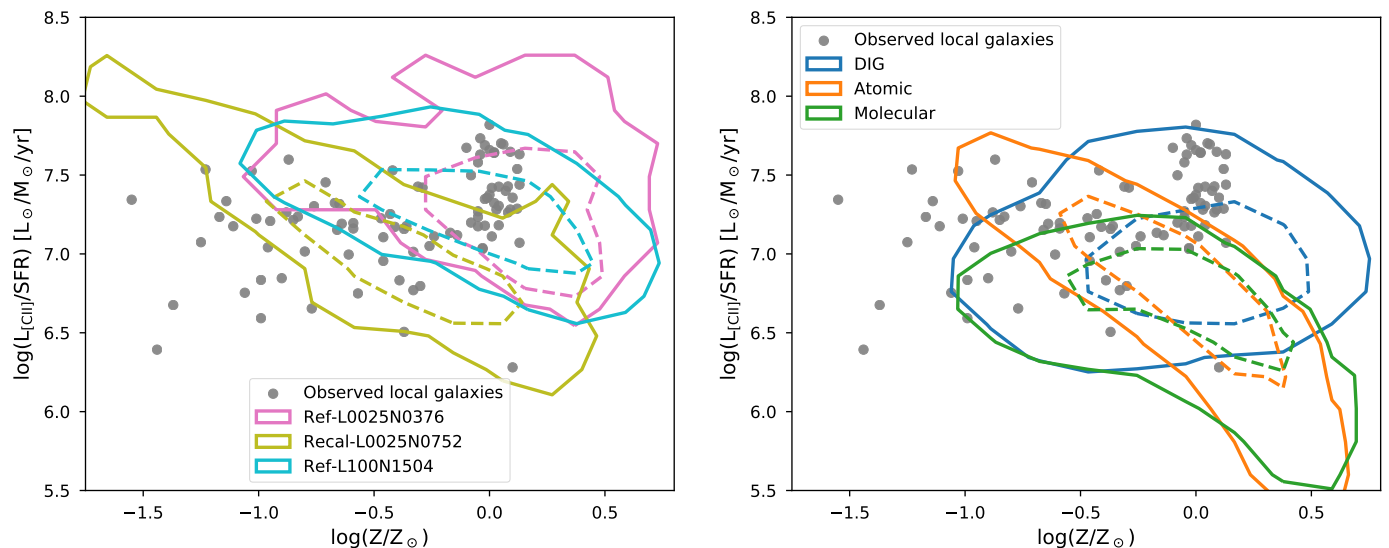 8.5
8.0
7.5
7.0
6.5
6.0
5.5
log(L[CII]/SFR) [L⊙/M⊙/yr]
Observed local galaxies
Ref-L0025N0376
Recal-L0025N0752
Ref-L100N1504
−1.5 −1.0 −0.5 0.0 0.5
log(Z/Z⊙)
8.5
8.0
7.5
7.0
6.5
6.0
5.5
log(L[CII]/SFR) [L⊙/M⊙/yr]
Observed local galaxies
DIG
Atomic
Molecular
−1.5 −1.0 −0.5 0.0 0.5
log(Z/Z⊙)